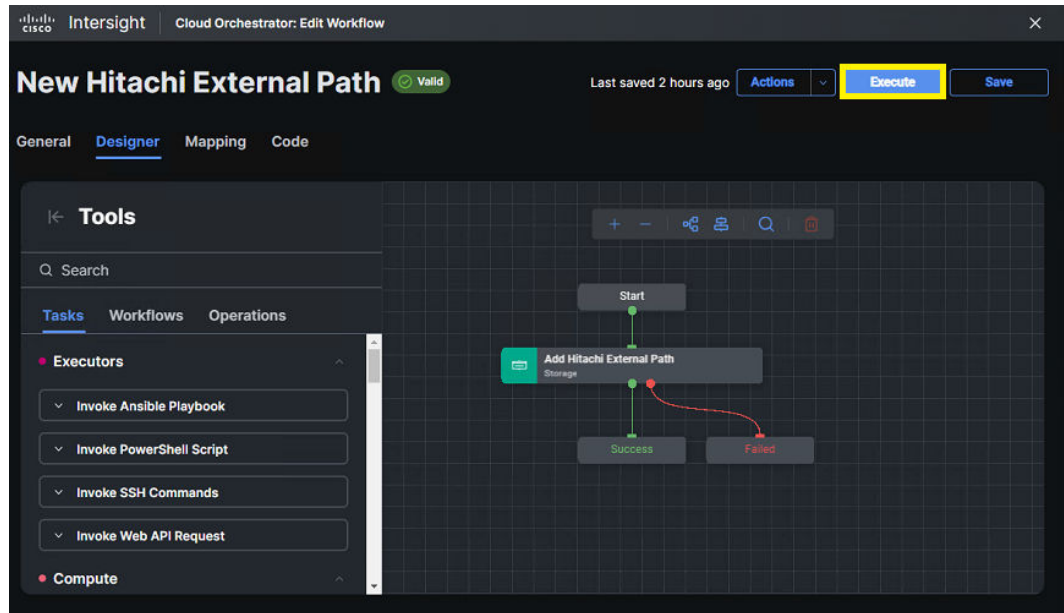 cisco Intersight Cloud Orchestrator: Edit Workflow
New Hitachi External Path Valid Last saved 2 hours ago Actions Execute Save
General Designer Mapping Code
Tools
Search
Tasks Workflows Operations
Executors
Invoke Ansible Playbook
Invoke PowerShell Script
Invoke SSH Commands
Invoke Web API Request
Compute
Start
Add Hitachi External Path
Storage
Success Failed